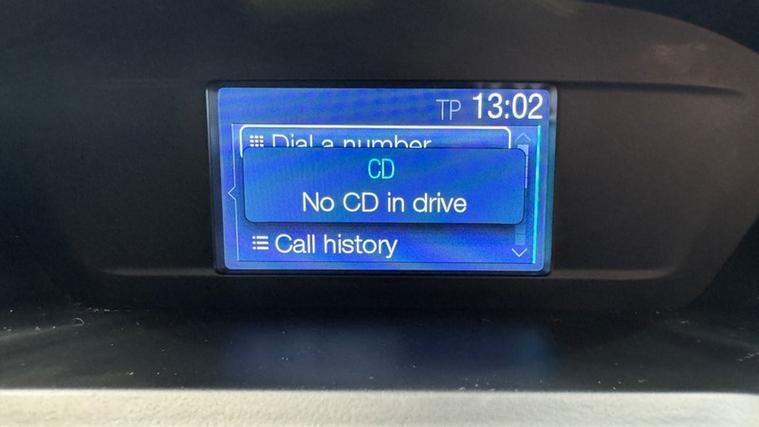 TP 13:02
Dial a number
CD
No CD in drive
Call history